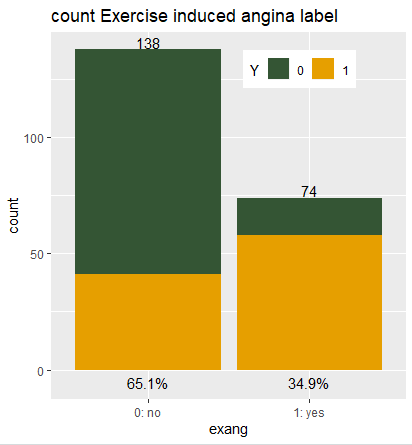 count Exercise induced angina label
138
Y 0 1
74
100
50
0
count
65.1% 34.9%
0: no 1: yes
exang